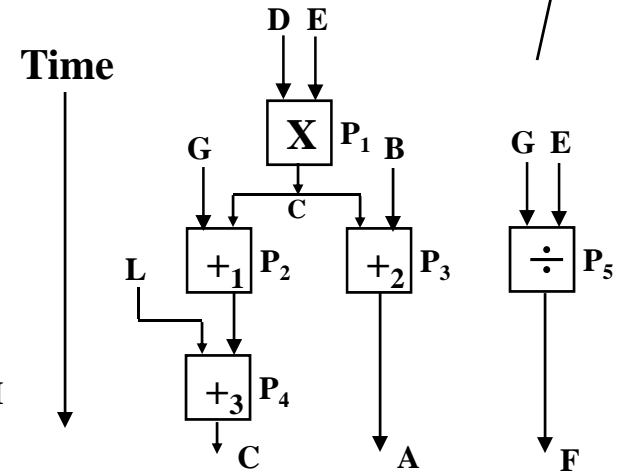 D E
Time
X P₁
G
B
G E
C
L
+₁ P₂
+₂ P₃
÷ P₅
+₃ P₄
C
A
F